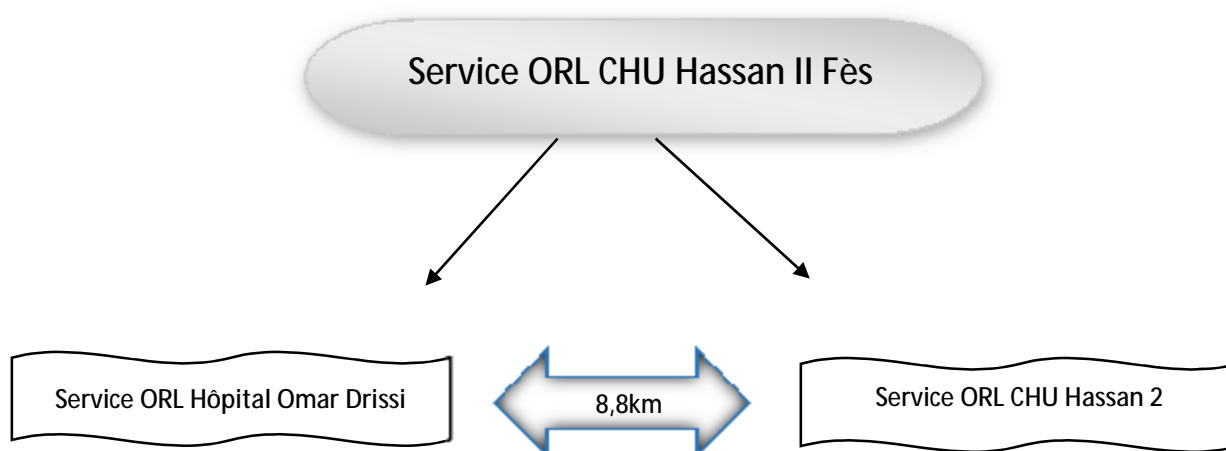 Service ORL CHU Hassan II Fès
Service ORL Hôpital Omar Drissi
8,8km
Service ORL CHU Hassan 2